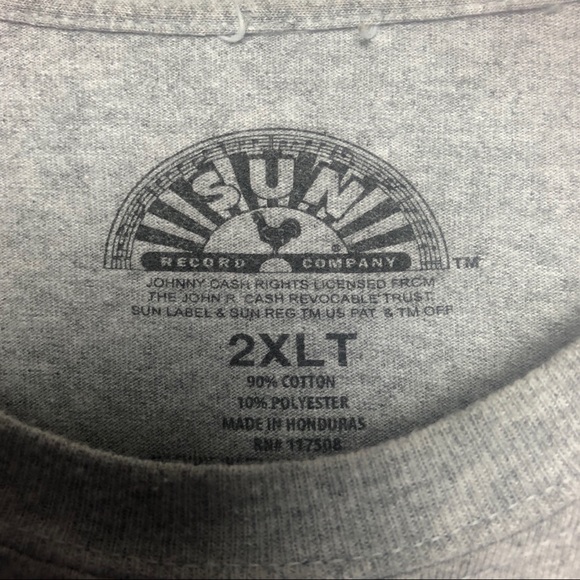 SUN
RECORD COMPANY ® TM
JOHNNY CASH RIGHTS LICENSED FROM
THE JOHN R. CASH REVOCABLE TRUST.
SUN LABEL & SUN REG TM US PAT. & TM OFF
2XLT
90% COTTON
10% POLYESTER
MADE IN HONDURAS
RN# 117508